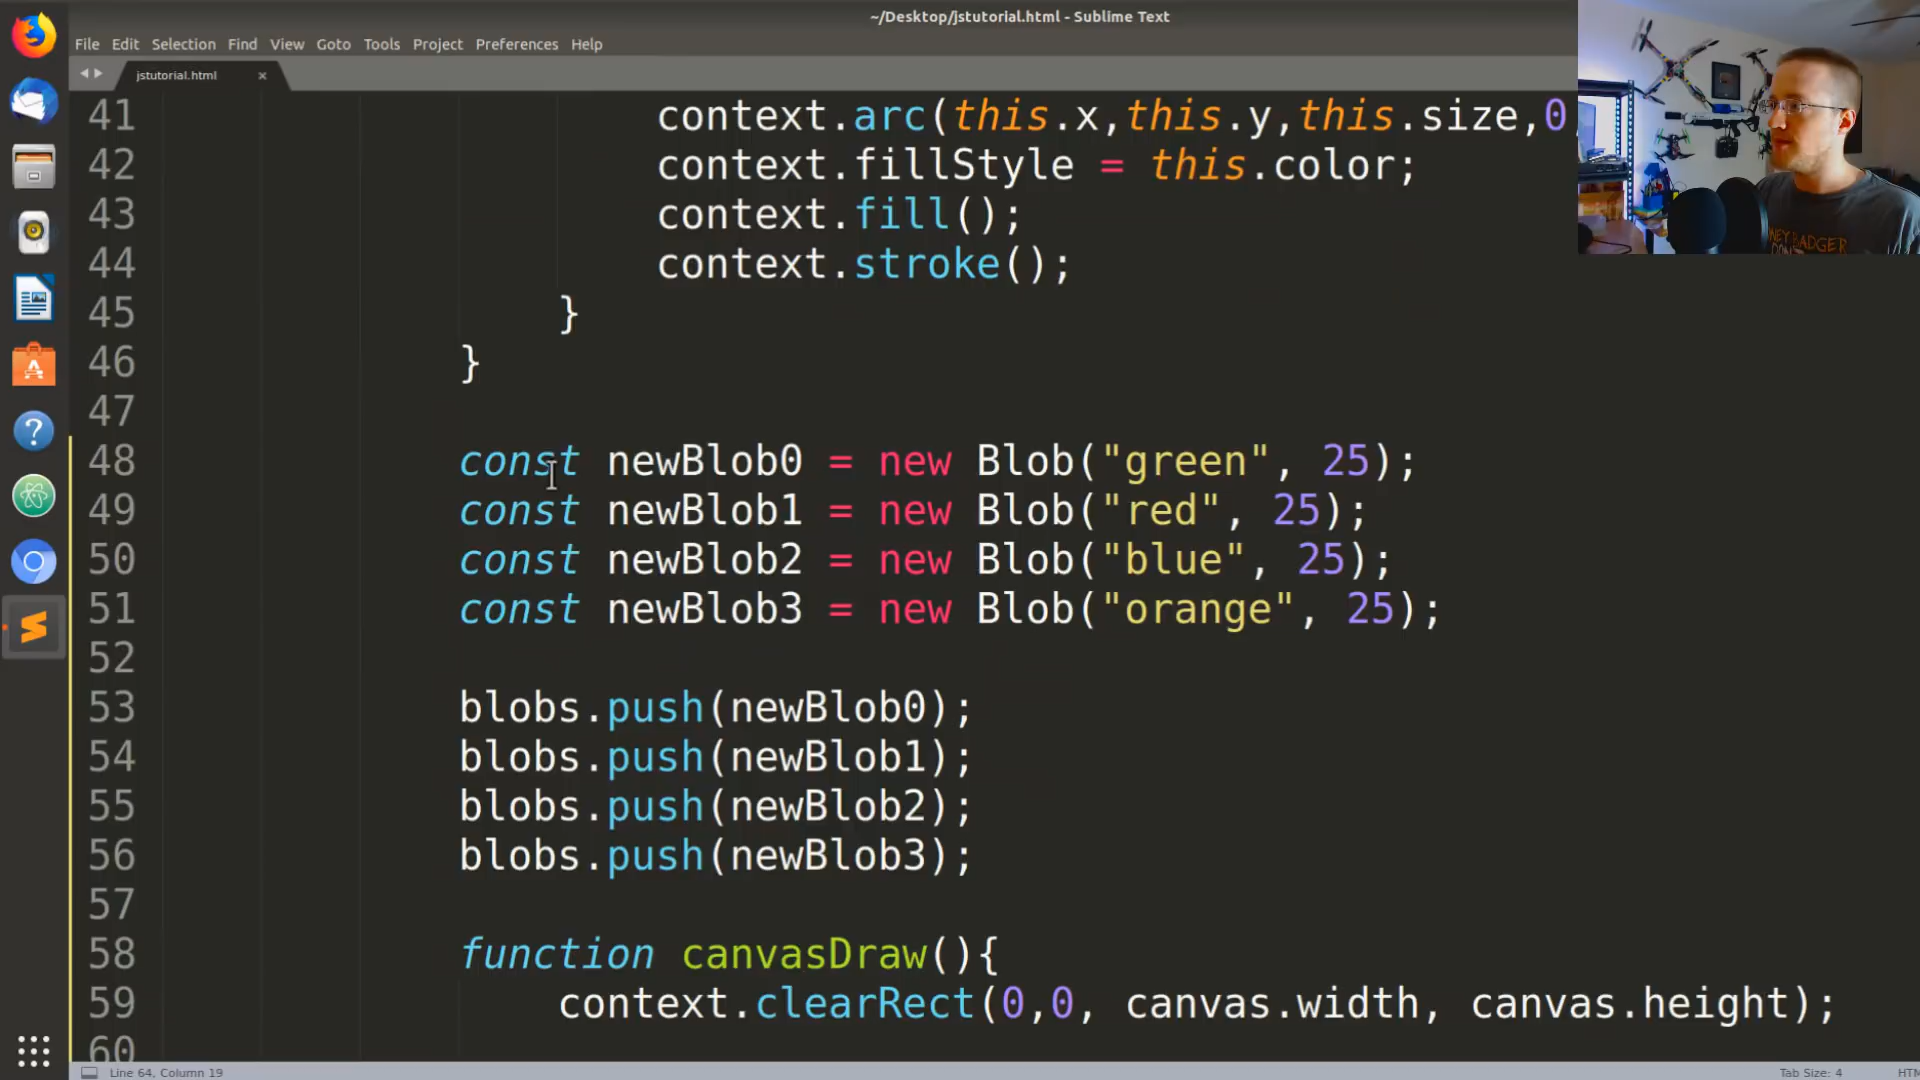 ~/Desktop/jstutorial.html - Sublime Text
File Edit Selection Find View Goto Tools Project Preferences Help
jstutorial.html
41 context.arc(this.x,this.y,this.size,0
42 context.fillStyle = this.color;
43 context.fill();
44 context.stroke();
45 }
46 }
47
48 const newBlob0 = new Blob("green", 25);
49 const newBlob1 = new Blob("red", 25);
50 const newBlob2 = new Blob("blue", 25);
51 const newBlob3 = new Blob("orange", 25);
52
53 blobs.push(newBlob0);
54 blobs.push(newBlob1);
55 blobs.push(newBlob2);
56 blobs.push(newBlob3);
57
58 function canvasDraw(){
59 context.clearRect(0,0, canvas.width, canvas.height);
60
Line 64, Column 19
Tab Size: 4
BADGER